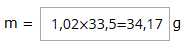 m = 1,02×33,5=34,17 g